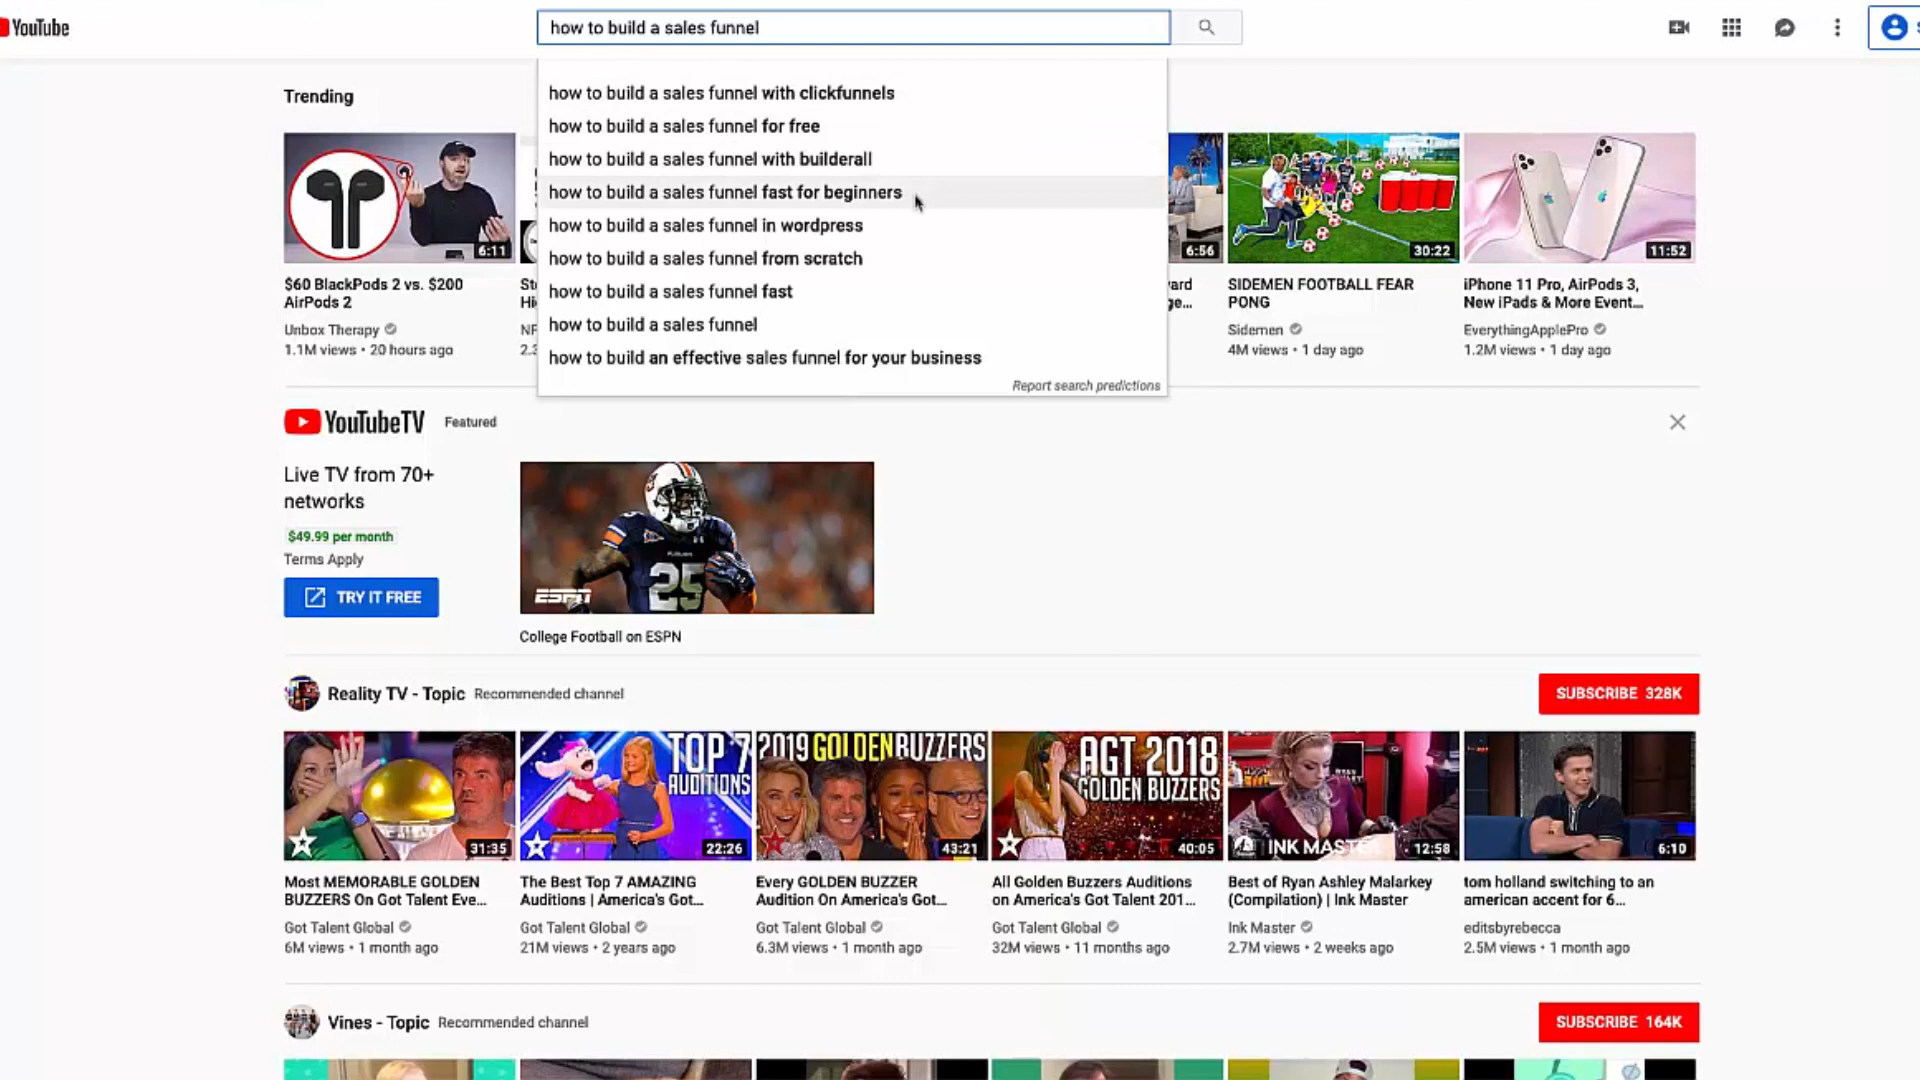 YouTube
how to build a sales funnel
how to build a sales funnel with clickfunnels
how to build a sales funnel for free
how to build a sales funnel with builderall
how to build a sales funnel fast for beginners
how to build a sales funnel in wordpress
how to build a sales funnel from scratch
how to build a sales funnel fast
how to build a sales funnel
how to build an effective sales funnel for your business
Report search predictions
Trending
6:11
6:56
30:22
11:52
$60 BlackPods 2 vs. $200
AirPods 2
Unbox Therapy
1.1M views • 20 hours ago
SIDEMEN FOOTBALL FEAR
PONG
Sidemen
4M views • 1 day ago
iPhone 11 Pro, AirPods 3,
New iPads & More Event...
EverythingApplePro
1.2M views • 1 day ago
YouTubeTV Featured
Live TV from 70+
networks
$49.99 per month
Terms Apply
TRY IT FREE
AUBURN
25
ESPN
College Football on ESPN
Reality TV - Topic Recommended channel
SUBSCRIBE 328K
31:35
TOP 7
AUDITIONS
22:26
2019 GOLDEN BUZZERS
43:21
AGT 2018
GOLDEN BUZZERS
40:05
INK MASTER
12:58
6:10
Most MEMORABLE GOLDEN
BUZZERS On Got Talent Eve...
Got Talent Global
6M views • 1 month ago
The Best Top 7 AMAZING
Auditions | America's Got...
Got Talent Global
21M views • 2 years ago
Every GOLDEN BUZZER
Audition On America's Got...
Got Talent Global
6.3M views • 1 month ago
All Golden Buzzers Auditions
on America's Got Talent 201...
Got Talent Global
32M views • 11 months ago
Best of Ryan Ashley Malarkey
(Compilation) | Ink Master
Ink Master
2.7M views • 2 weeks ago
tom holland switching to an
american accent for 6...
editsbyrebecca
2.5M views • 1 month ago
Vines - Topic Recommended channel
SUBSCRIBE 164K